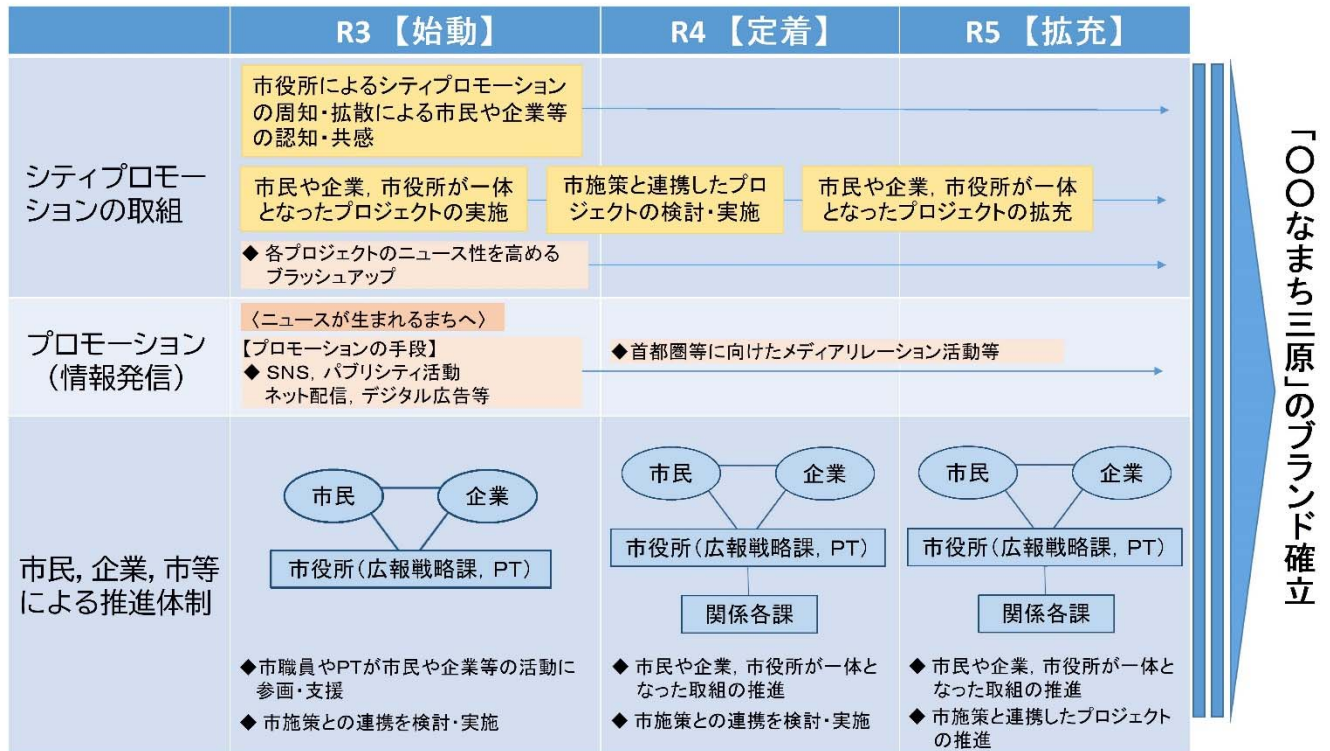 R3 【始動】
R4 【定着】
R5 【拡充】
シティプロモー
ションの取組
市役所によるシティプロモーション
の周知・拡散による市民や企業等
の認知・共感
市民や企業, 市役所が一体
となったプロジェクトの実施
市施策と連携したプロ
ジェクトの検討・実施
市民や企業, 市役所が一体
となったプロジェクトの拡充
◆ 各プロジェクトのニュース性を高める
ブラッシュアップ
プロモーション
（情報発信）
〈ニュースが生まれるまちへ〉
【プロモーションの手段】
◆ SNS, パブリシティ活動
ネット配信, デジタル広告等
◆首都圏等に向けたメディアリレーション活動等
市民, 企業, 市等
による推進体制
市民
企業
市役所(広報戦略課, PT)
◆市職員やPTが市民や企業等の活動に
参画・支援
◆ 市施策との連携を検討・実施
市民
企業
市役所(広報戦略課, PT)
関係各課
◆ 市民や企業, 市役所が一体と
なった取組の推進
◆ 市施策との連携を検討・実施
市民
企業
市役所(広報戦略課, PT)
関係各課
◆ 市民や企業, 市役所が一体と
なった取組の推進
◆ 市施策と連携したプロジェクト
の推進
「〇〇なまち三原」のブランド確立